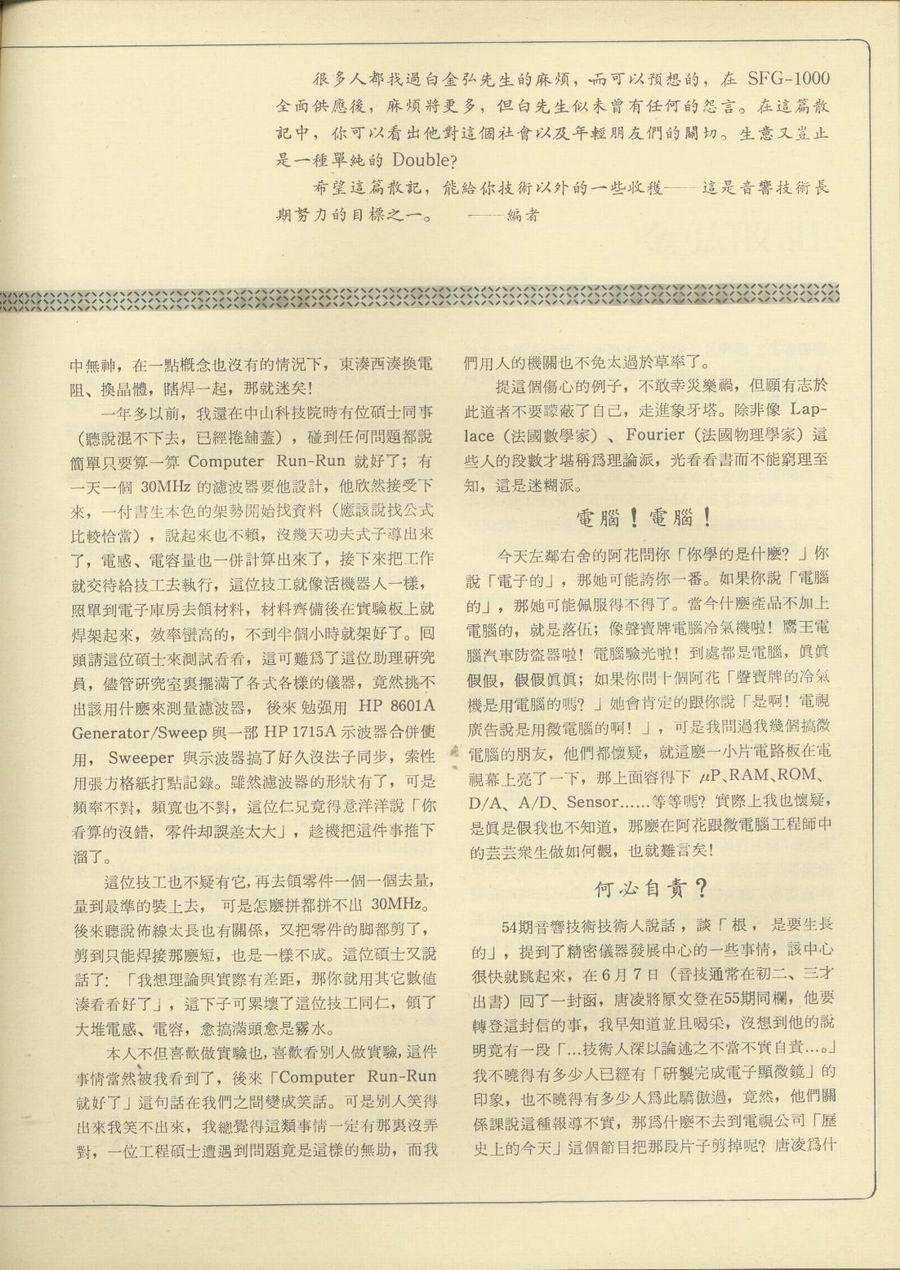 很多人都找過白金弘先生的麻煩，而可以預想的，在 SFG-1000
全面供應後，麻煩將更多，但白先生似未曾有任何的怨言。在這篇散
記中，你可以看出他對這個社會以及年輕朋友們的關切。生意又豈止
是一種單純的 Double?
希望這篇散記，能給你技術以外的一些收穫——這是音響技術長
期努力的目標之一。 ——編者
中無神，在一點概念也沒有的情況下，東湊西湊換電
阻、換晶體，瞎焊一起，那就迷矣！
一年多以前，我還在中山科技院時有位碩士同事
（聽說混不下去，已經捲舖蓋），碰到任何問題都說
簡單只要算一算 Computer Run-Run 就好了；有
一天一個 30MHz 的濾波器要他設計，他欣然接受下
來，一付書生本色的架勢開始找資料（應該說找公式
比較恰當），說起來也不賴，沒幾天功夫式子導出來
了，電感、電容量也一併計算出來了，接下來把工作
就交待給技工去執行，這位技工就像活機器人一樣，
照單到電子庫房去領材料，材料齊備後在實驗板上就
焊架起來，效率蠻高的，不到半個小時就架好了。回
頭請這位碩士來測試看看，這可難爲了這位助理研究
員，儘管研究室裏擺滿了各式各樣的儀器，竟然挑不
出該用什麼來測量濾波器，後來勉强用 HP 8601A
Generator/Sweep 與一部 HP 1715A 示波器合併使
用， Sweeper 與示波器搞了好久沒法子同步，索性
用張方格紙打點記錄。雖然濾波器的形狀有了，可是
頻率不對，頻寬也不對，這位仁兄竟得意洋洋說「你
看算的沒錯，零件却誤差太大」，趁機把這件事推下
溜了。
這位技工也不疑有它，再去領零件一個一個去量，
量到最準的裝上去， 可是怎麼拼都拼不出 30MHz。
後來聽說佈線太長也有關係，又把零件的脚都剪了，
剪到只能焊接那麼短，也是一樣不成。這位碩士又說
話了：「我想理論與實際有差距，那你就用其它數値
湊看看好了」，這下子可累壞了這位技工同仁，領了
大堆電感、電容，愈搞滿頭愈是霧水。
本人不但喜歡做實驗也，喜歡看別人做實驗，這件
事情當然被我看到了，後來「Computer Run-Run
就好了」這句話在我們之間變成笑話。可是別人笑得
出來我笑不出來，我總覺得這類事情一定有那裏沒弄
對，一位工程碩士遭遇到問題竟是這樣的無助，而我
們用人的機關也不免太過於草率了。
提這個傷心的例子，不敢幸災樂禍，但願有志於
此道者不要矇蔽了自己，走進象牙塔。除非像 Lap-
lace（法國數學家）、Fourier（法國物理學家）這
些人的段數才堪稱爲理論派，光看看書而不能窮理至
知，這是迷糊派。
電腦！電腦！
今天左鄰右舍的阿花問你「你學的是什麼？」你
說「電子的」，那她可能誇你一番。如果你說「電腦
的」，那她可能佩服得不得了。當今什麼產品不加上
電腦的，就是落伍；像聲寶牌電腦冷氣機啦！鷹王電
腦汽車防盜器啦！電腦驗光啦！到處都是電腦，眞眞
假假，假假眞眞；如果你問十個阿花「聲寶牌的冷氣
機是用電腦的嗎？」她會肯定的跟你說「是啊！電視
廣告說是用微電腦的啊！」，可是我問過我幾個搞微
電腦的朋友，他們都懷疑，就這麼一小片電路板在電
視幕上亮了一下，那上面容得下 μP、RAM、ROM、
D/A、A/D、Sensor……等等嗎？實際上我也懷疑，
是眞是假我也不知道，那麼在阿花跟微電腦工程師中
的芸芸衆生做如何觀，也就難言矣！
何必自責？
54期音響技術技術人說話，談「根，是要生長
的」，提到了精密儀器發展中心的一些事情，該中心
很快就跳起來，在6月7日（音技通常在初二、三才
出書）回了一封函，唐凌將原文登在55期同欄，他要
轉登這封信的事，我早知道並且喝采，沒想到他的說
明竟有一段「…技術人深以論述之不當不實自責…。」
我不曉得有多少人已經有「研製完成電子顯微鏡」的
印象，也不曉得有多少人爲此驕傲過，竟然，他們關
係課說這種報導不實，那爲什麼不去到電視公司「歷
史上的今天」這個節目把那段片子剪掉呢？唐凌爲什